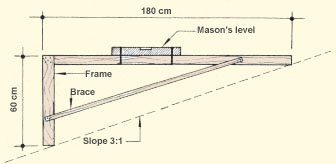 180 cm
Mason's level
Frame
60 cm
Brace
Slope 3:1